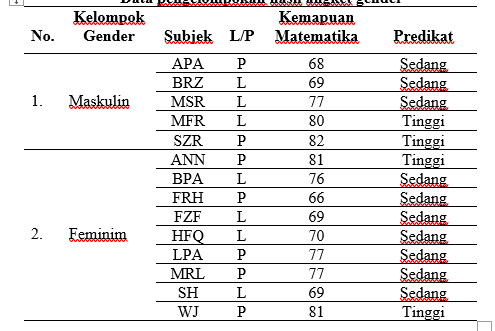 Data pengelompokan hasil angket gender
No. Kelompok Gender Subjek L/P Kemapuan Matematika Predikat
1. Maskulin
APA P 68 Sedang
BRZ L 69 Sedang
MSR L 77 Sedang
MFR L 80 Tinggi
SZR P 82 Tinggi
2. Feminim
ANN P 81 Tinggi
BPA L 76 Sedang
FRH P 66 Sedang
FZF L 69 Sedang
HFQ L 70 Sedang
LPA P 77 Sedang
MRL P 77 Sedang
SH L 69 Sedang
WJ P 81 Tinggi